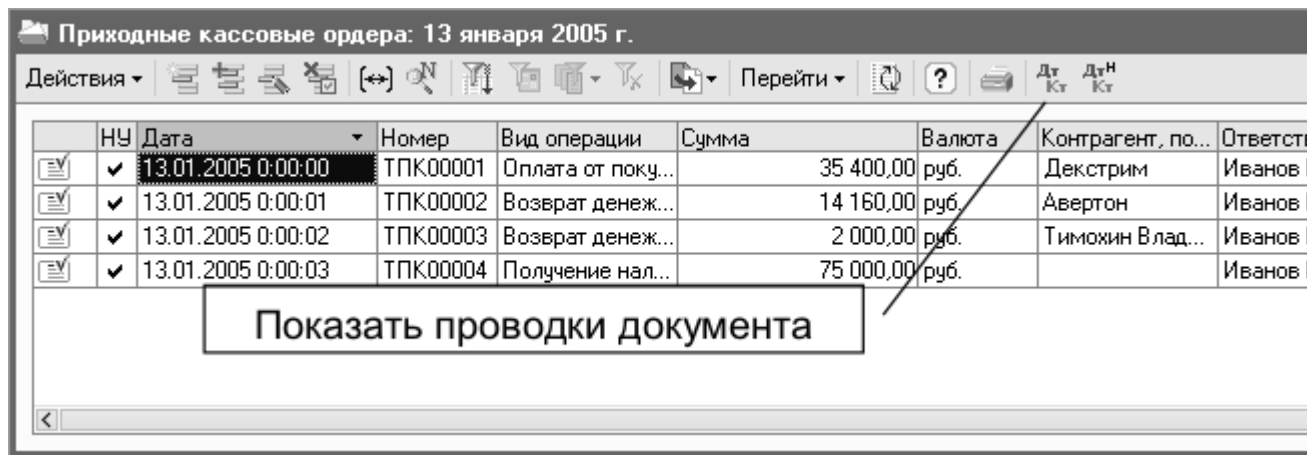 Приходные кассовые ордера: 13 января 2005 г.
Действия Перейти ? Дт Кт Дт Н Кт
НУ Дата Номер Вид операции Сумма Валюта Контрагент, по... Ответст
13.01.2005 0:00:00 ТПК00001 Оплата от поку... 35 400,00 руб. Декстрим Иванов
13.01.2005 0:00:01 ТПК00002 Возврат денеж... 14 160,00 руб. Авертон Иванов
13.01.2005 0:00:02 ТПК00003 Возврат денеж... 2 000,00 руб. Тимохин Влад... Иванов
13.01.2005 0:00:03 ТПК00004 Получение нал... 75 000,00 руб. Иванов
Показать проводки документа